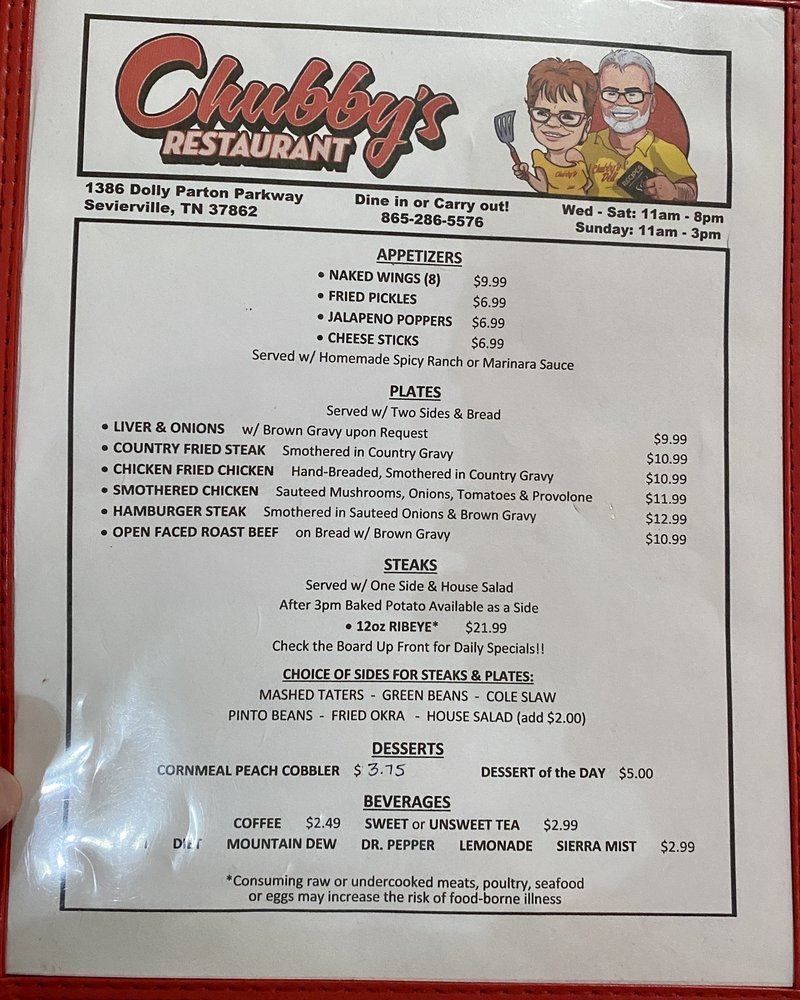 Chubby's
RESTAURANT
Chubby's
Chubby's
RECIPES
1386 Dolly Parton Parkway
Sevierville, TN 37862
Dine in or Carry out!
865-286-5576
Wed - Sat: 11am - 8pm
Sunday: 11am - 3pm
APPETIZERS
• NAKED WINGS (8) $9.99
• FRIED PICKLES $6.99
• JALAPENO POPPERS $6.99
• CHEESE STICKS $6.99
Served w/ Homemade Spicy Ranch or Marinara Sauce
PLATES
Served w/ Two Sides & Bread
• LIVER & ONIONS w/ Brown Gravy upon Request $9.99
• COUNTRY FRIED STEAK Smothered in Country Gravy $10.99
• CHICKEN FRIED CHICKEN Hand-Breaded, Smothered in Country Gravy $10.99
• SMOTHERED CHICKEN Sauteed Mushrooms, Onions, Tomatoes & Provolone $11.99
• HAMBURGER STEAK Smothered in Sauteed Onions & Brown Gravy $12.99
• OPEN FACED ROAST BEEF on Bread w/ Brown Gravy $10.99
STEAKS
Served w/ One Side & House Salad
After 3pm Baked Potato Available as a Side
• 12oz RIBEYE* $21.99
Check the Board Up Front for Daily Specials!!
CHOICE OF SIDES FOR STEAKS & PLATES:
MASHED TATERS - GREEN BEANS - COLE SLAW
PINTO BEANS - FRIED OKRA - HOUSE SALAD (add $2.00)
DESSERTS
CORNMEAL PEACH COBBLER $ 3.75 DESSERT of the DAY $5.00
BEVERAGES
COFFEE $2.49 SWEET or UNSWEET TEA $2.99
DIET MOUNTAIN DEW DR. PEPPER LEMONADE SIERRA MIST $2.99
*Consuming raw or undercooked meats, poultry, seafood
or eggs may increase the risk of food-borne illness